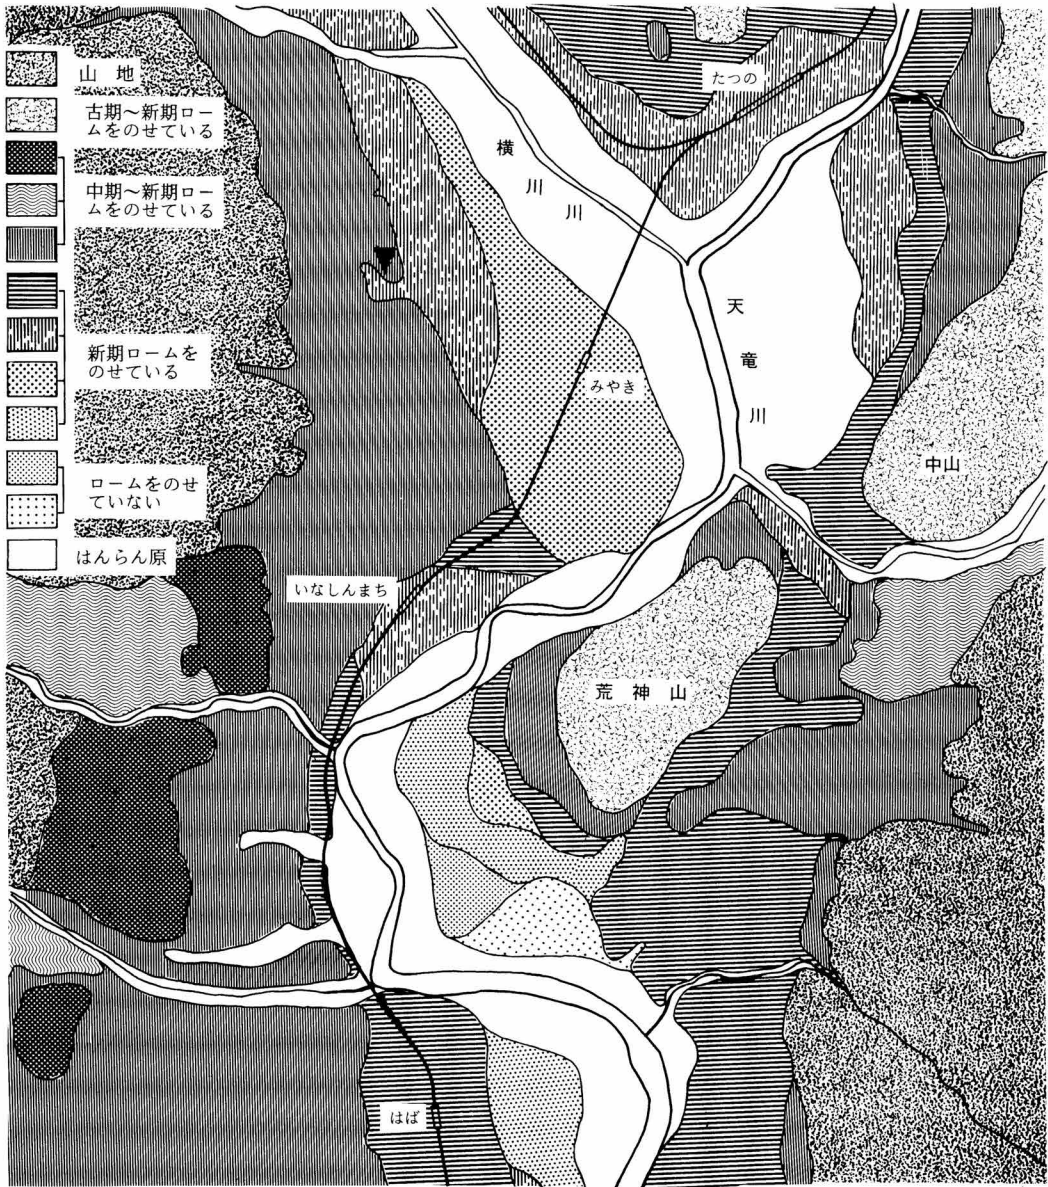 山地
古期～新期ロー
ムをのせている
中期～新期ロー
ムをのせている
新期ロームを
のせている
ロームをのせ
ていない
はんらん原
たつの
横川川
天竜川
みやき
中山
いなしんまち
荒神山
はば